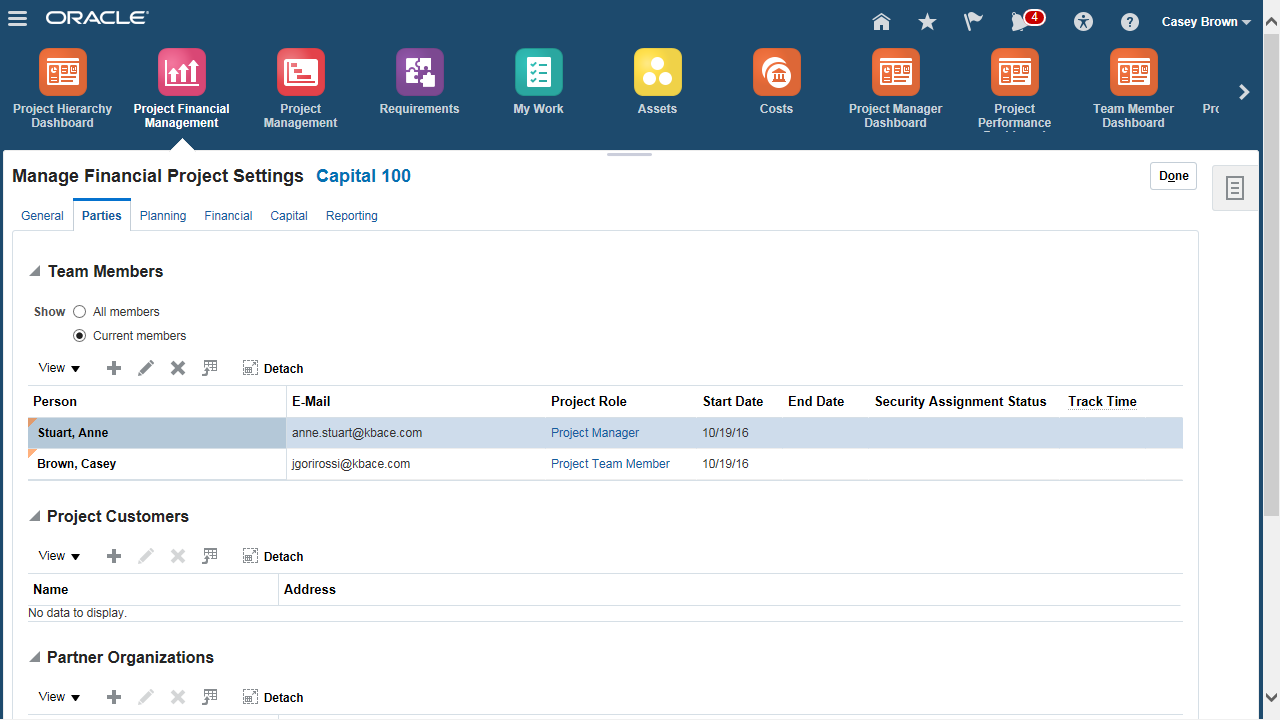 ORACLE®
4
Casey Brown
Project Hierarchy Dashboard
Project Financial Management
Project Management
Requirements
My Work
Assets
Costs
Project Manager Dashboard
Project Performance
Team Member Dashboard
Pro
Manage Financial Project Settings Capital 100
Done
General Parties Planning Financial Capital Reporting
Team Members
Show All members
Current members
View Detach
Person E-Mail Project Role Start Date End Date Security Assignment Status Track Time
Stuart, Anne anne.stuart@kbace.com Project Manager 10/19/16
Brown, Casey jgorirossi@kbace.com Project Team Member 10/19/16
Project Customers
View Detach
Name Address
No data to display.
Partner Organizations
View Detach